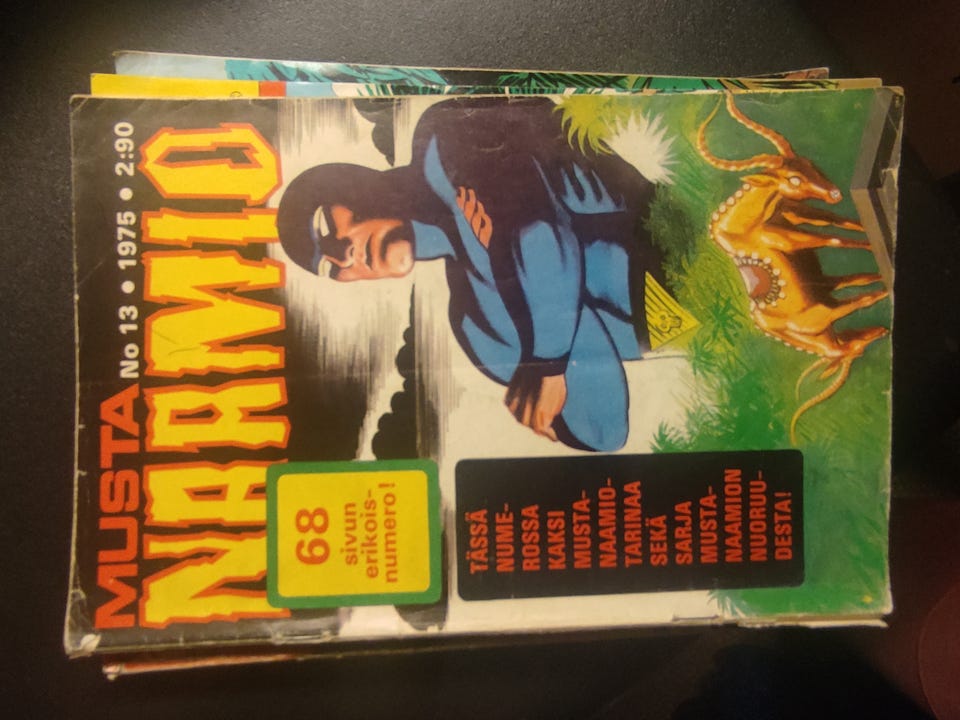 MUSTA No 13 • 1975 • 2:90
NAAMIO
68
sivun
erikois-
numero!
TÄSSÄ
NUME-
ROSSA
KAKSI
MUSTA-
NAAMIO-
TARINAA
SEKÄ
SARJA
MUSTA-
NAAMION
NUORUU-
DESTA!